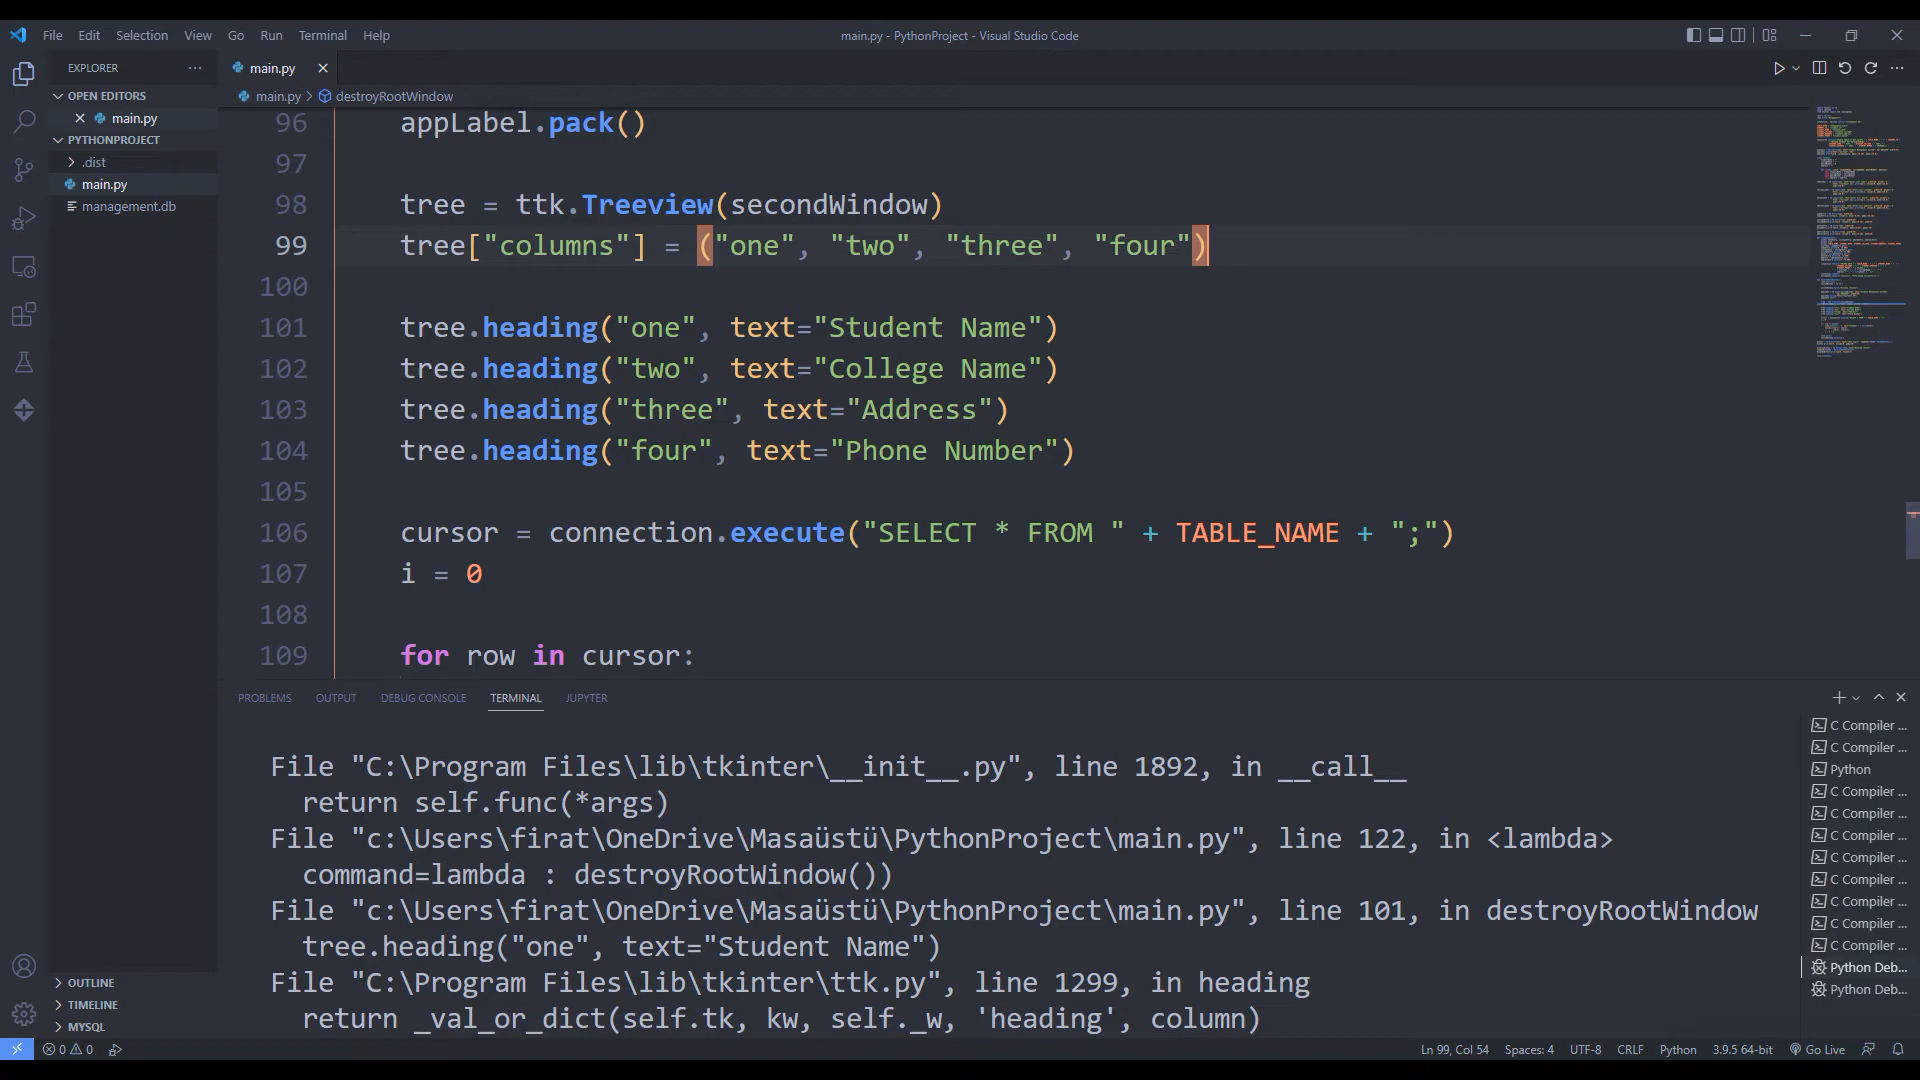 File Edit Selection View Go Run Terminal Help
main.py - PythonProject - Visual Studio Code
EXPLORER
OPEN EDITORS
main.py
PYTHONPROJECT
.dist
main.py
management.db
OUTLINE
TIMELINE
MYSQL
main.py
main.py > destroyRootWindow
96 appLabel.pack()
97
98 tree = ttk.Treeview(secondWindow)
99 tree["columns"] = ("one", "two", "three", "four")
100
101 tree.heading("one", text="Student Name")
102 tree.heading("two", text="College Name")
103 tree.heading("three", text="Address")
104 tree.heading("four", text="Phone Number")
105
106 cursor = connection.execute("SELECT * FROM " + TABLE_NAME + ";")
107 i = 0
108
109 for row in cursor:
PROBLEMS OUTPUT DEBUG CONSOLE TERMINAL JUPYTER
File "C:\Program Files\lib\tkinter\__init__.py", line 1892, in __call__
return self.func(*args)
File "c:\Users\firat\OneDrive\Masaüstü\PythonProject\main.py", line 122, in <lambda>
command=lambda : destroyRootWindow())
File "c:\Users\firat\OneDrive\Masaüstü\PythonProject\main.py", line 101, in destroyRootWindow
tree.heading("one", text="Student Name")
File "C:\Program Files\lib\tkinter\ttk.py", line 1299, in heading
return _val_or_dict(self.tk, kw, self._w, 'heading', column)
C Compiler ...
C Compiler ...
Python
C Compiler ...
C Compiler ...
C Compiler ...
C Compiler ...
C Compiler ...
C Compiler ...
C Compiler ...
C Compiler ...
Python Deb...
Python Deb...
0 0
Ln 99, Col 54 Spaces: 4 UTF-8 CRLF Python 3.9.5 64-bit Go Live